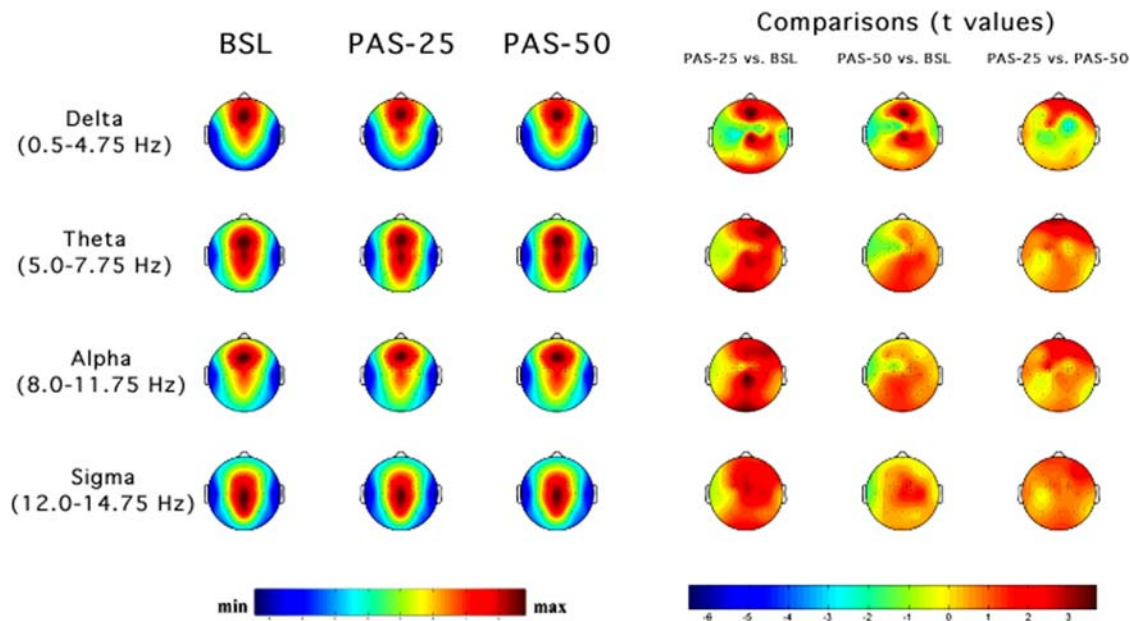 Comparisons (t values)
BSL PAS-25 PAS-50
PAS-25 vs. BSL PAS-50 vs. BSL PAS-25 vs. PAS-50
Delta
(0.5-4.75 Hz)
Theta
(5.0-7.75 Hz)
Alpha
(8.0-11.75 Hz)
Sigma
(12.0-14.75 Hz)
min max
-6 -5 -4 -3 -2 -1 0 1 2 3